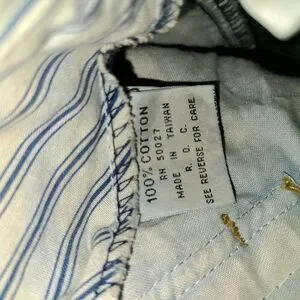 100% COTTON
RN 50027
MADE IN TAIWAN
R. O. C.
SEE REVERSE FOR CARE